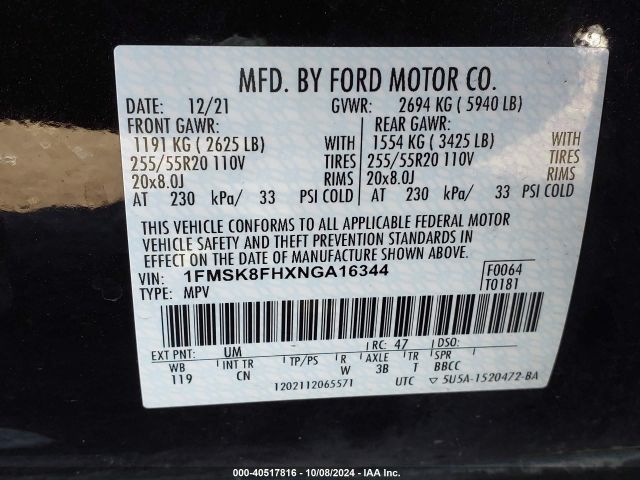 MFD. BY FORD MOTOR CO.
DATE: 12/21 GVWR: 2694 KG ( 5940 LB)
FRONT GAWR: REAR GAWR:
1191 KG ( 2625 LB) WITH 1554 KG ( 3425 LB) WITH
255/55R20 110V TIRES 255/55R20 110V TIRES
20x8.0J RIMS 20x8.0J RIMS
AT 230 kPa/ 33 PSI COLD AT 230 kPa/ 33 PSI COLD
THIS VEHICLE CONFORMS TO ALL APPLICABLE FEDERAL MOTOR
VEHICLE SAFETY AND THEFT PREVENTION STANDARDS IN
EFFECT ON THE DATE OF MANUFACTURE SHOWN ABOVE.
VIN: 1FMSK8FHXNGA16344 F0064
TYPE: MPV T0181
EXT PNT: UM RC: 47 DSO:
WB INT TR TP/PS R AXLE TR SPR
119 CN W 3B T BBCC
1202112065571 UTC ▽ 5U5A-1520472-BA
000-40517816 - 10/08/2024 - IAA Inc.